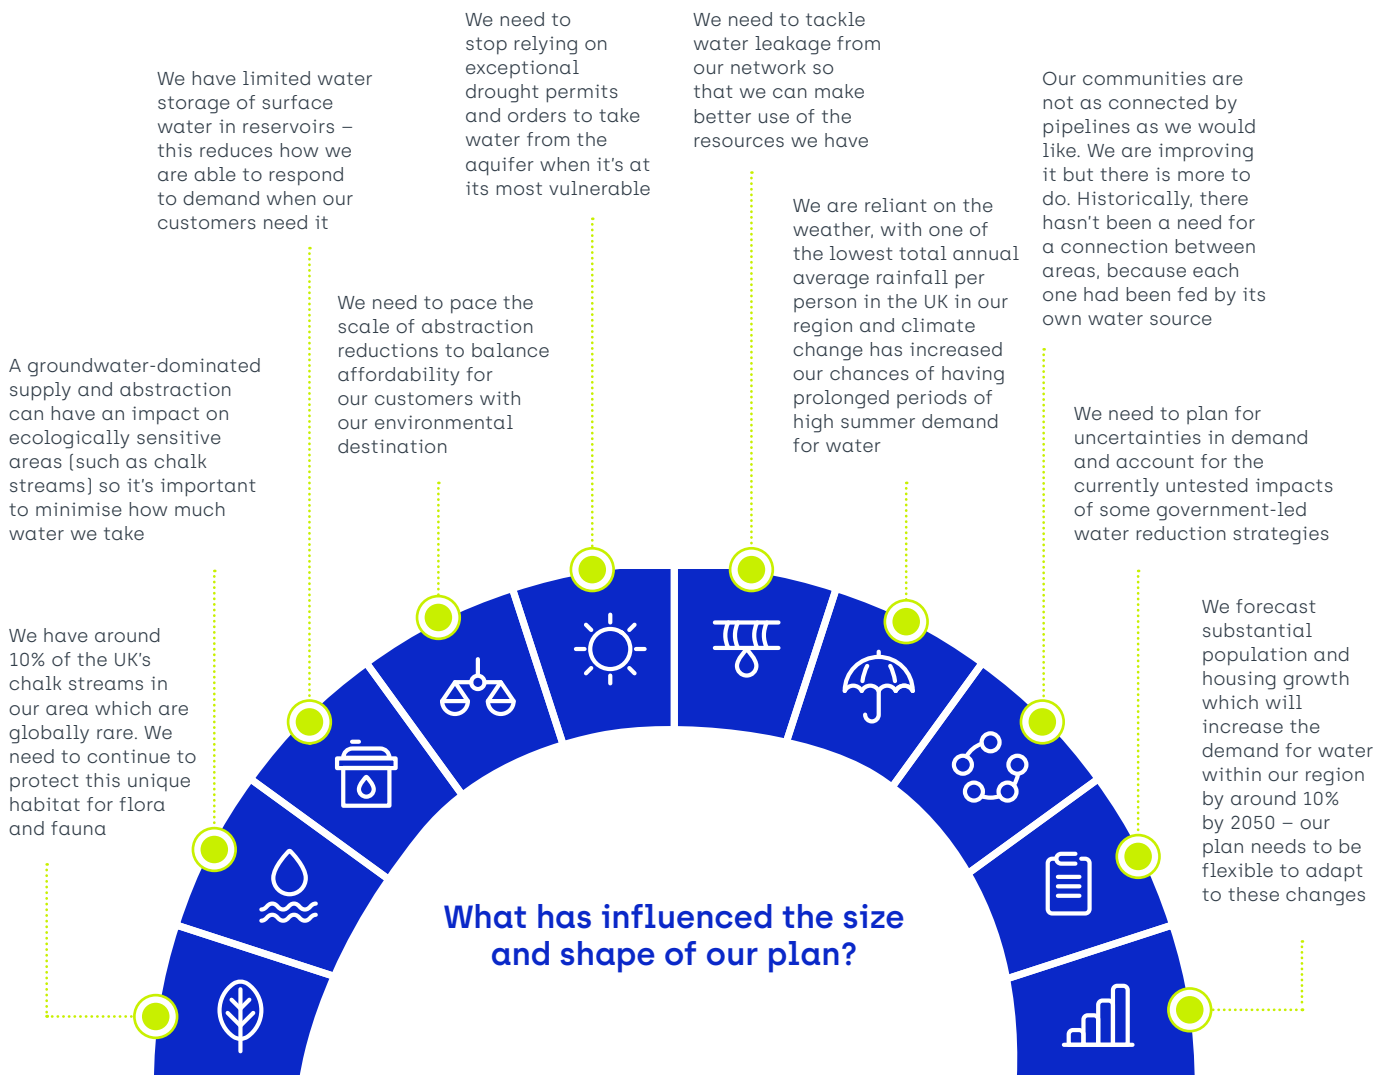 We have around
10% of the UK's
chalk streams in
our area which are
globally rare. We
need to continue to
protect this unique
habitat for flora
and fauna
A groundwater-dominated
supply and abstraction
can have an impact on
ecologically sensitive
areas (such as chalk
streams) so it's important
to minimise how much
water we take
We have limited water
storage of surface
water in reservoirs –
this reduces how we
are able to respond
to demand when our
customers need it
We need to pace the
scale of abstraction
reductions to balance
affordability for
our customers with
our environmental
destination
We need to
stop relying on
exceptional
drought permits
and orders to take
water from the
aquifer when it's at
its most vulnerable
We need to tackle
water leakage from
our network so
that we can make
better use of the
resources we have
We are reliant on the
weather, with one of
the lowest total annual
average rainfall per
person in the UK in our
region and climate
change has increased
our chances of having
prolonged periods of
high summer demand
for water
Our communities are
not as connected by
pipelines as we would
like. We are improving
it but there is more to
do. Historically, there
hasn't been a need for
a connection between
areas, because each
one had been fed by its
own water source
We need to plan for
uncertainties in demand
and account for the
currently untested impacts
of some government-led
water reduction strategies
We forecast
substantial
population and
housing growth
which will
increase the
demand for water
within our region
by around 10%
by 2050 – our
plan needs to be
flexible to adapt
to these changes
What has influenced the size
and shape of our plan?